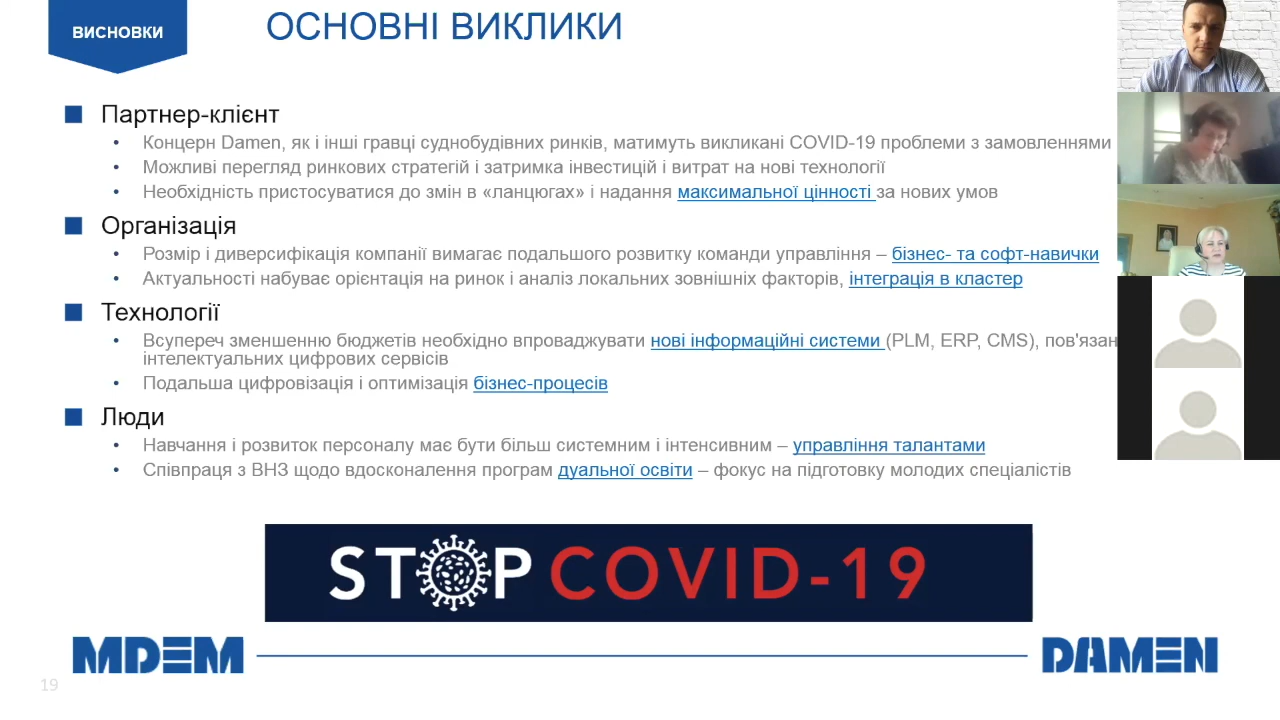 ВИСНОВКИ
ОСНОВНІ ВИКЛИКИ
Партнер-клієнт
• Концерн Damen, як і інші гравці суднобудівних ринків, матимуть викликані COVID-19 проблеми з замовленнями
• Можливі перегляд ринкових стратегій і затримка інвестицій і витрат на нові технології
• Необхідність пристосуватися до змін в «ланцюгах» і надання максимальної цінності за нових умов
Організація
• Розмір і диверсифікація компанії вимагає подальшого розвитку команди управління – бізнес- та софт-навички
• Актуальності набуває орієнтація на ринок і аналіз локальних зовнішніх факторів, інтеграція в кластер
Технології
• Всупереч зменшенню бюджетів необхідно впроваджувати нові інформаційні системи (PLM, ERP, CMS), пов'язан
інтелектуальних цифрових сервісів
• Подальша цифровізація і оптимізація бізнес-процесів
Люди
• Навчання і розвиток персоналу має бути більш системним і інтенсивним – управління талантами
• Співпраця з ВНЗ щодо вдосконалення програм дуальної освіти – фокус на підготовку молодих спеціалістів
STOP COVID-19
MDEM
DAMEN
19